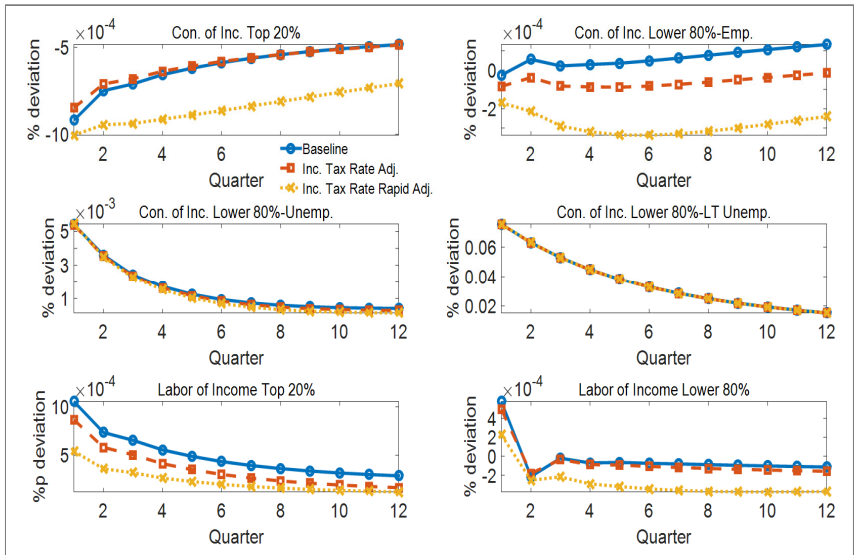 ×10-4 Con. of Inc. Top 20%
-5
-10
% deviation
2 4 6 8 10 12
Quarter
×10-4 Con. of Inc. Lower 80%-Emp.
0
-2
% deviation
2 4 6 8 10 12
Quarter
Baseline
Inc. Tax Rate Adj.
Inc. Tax Rate Rapid Adj.
×10-3
Con. of Inc. Lower 80%-Unemp.
5
3
1
% deviation
2 4 6 8 10 12
Quarter
Con. of Inc. Lower 80%-LT Unemp.
0.06
0.04
0.02
% deviation
2 4 6 8 10 12
Quarter
×10-4 Labor of Income Top 20%
10
5
%p deviation
2 4 6 8 10 12
Quarter
×10-4 Labor of Income Lower 80%
4
2
0
-2
% deviation
2 4 6 8 10 12
Quarter